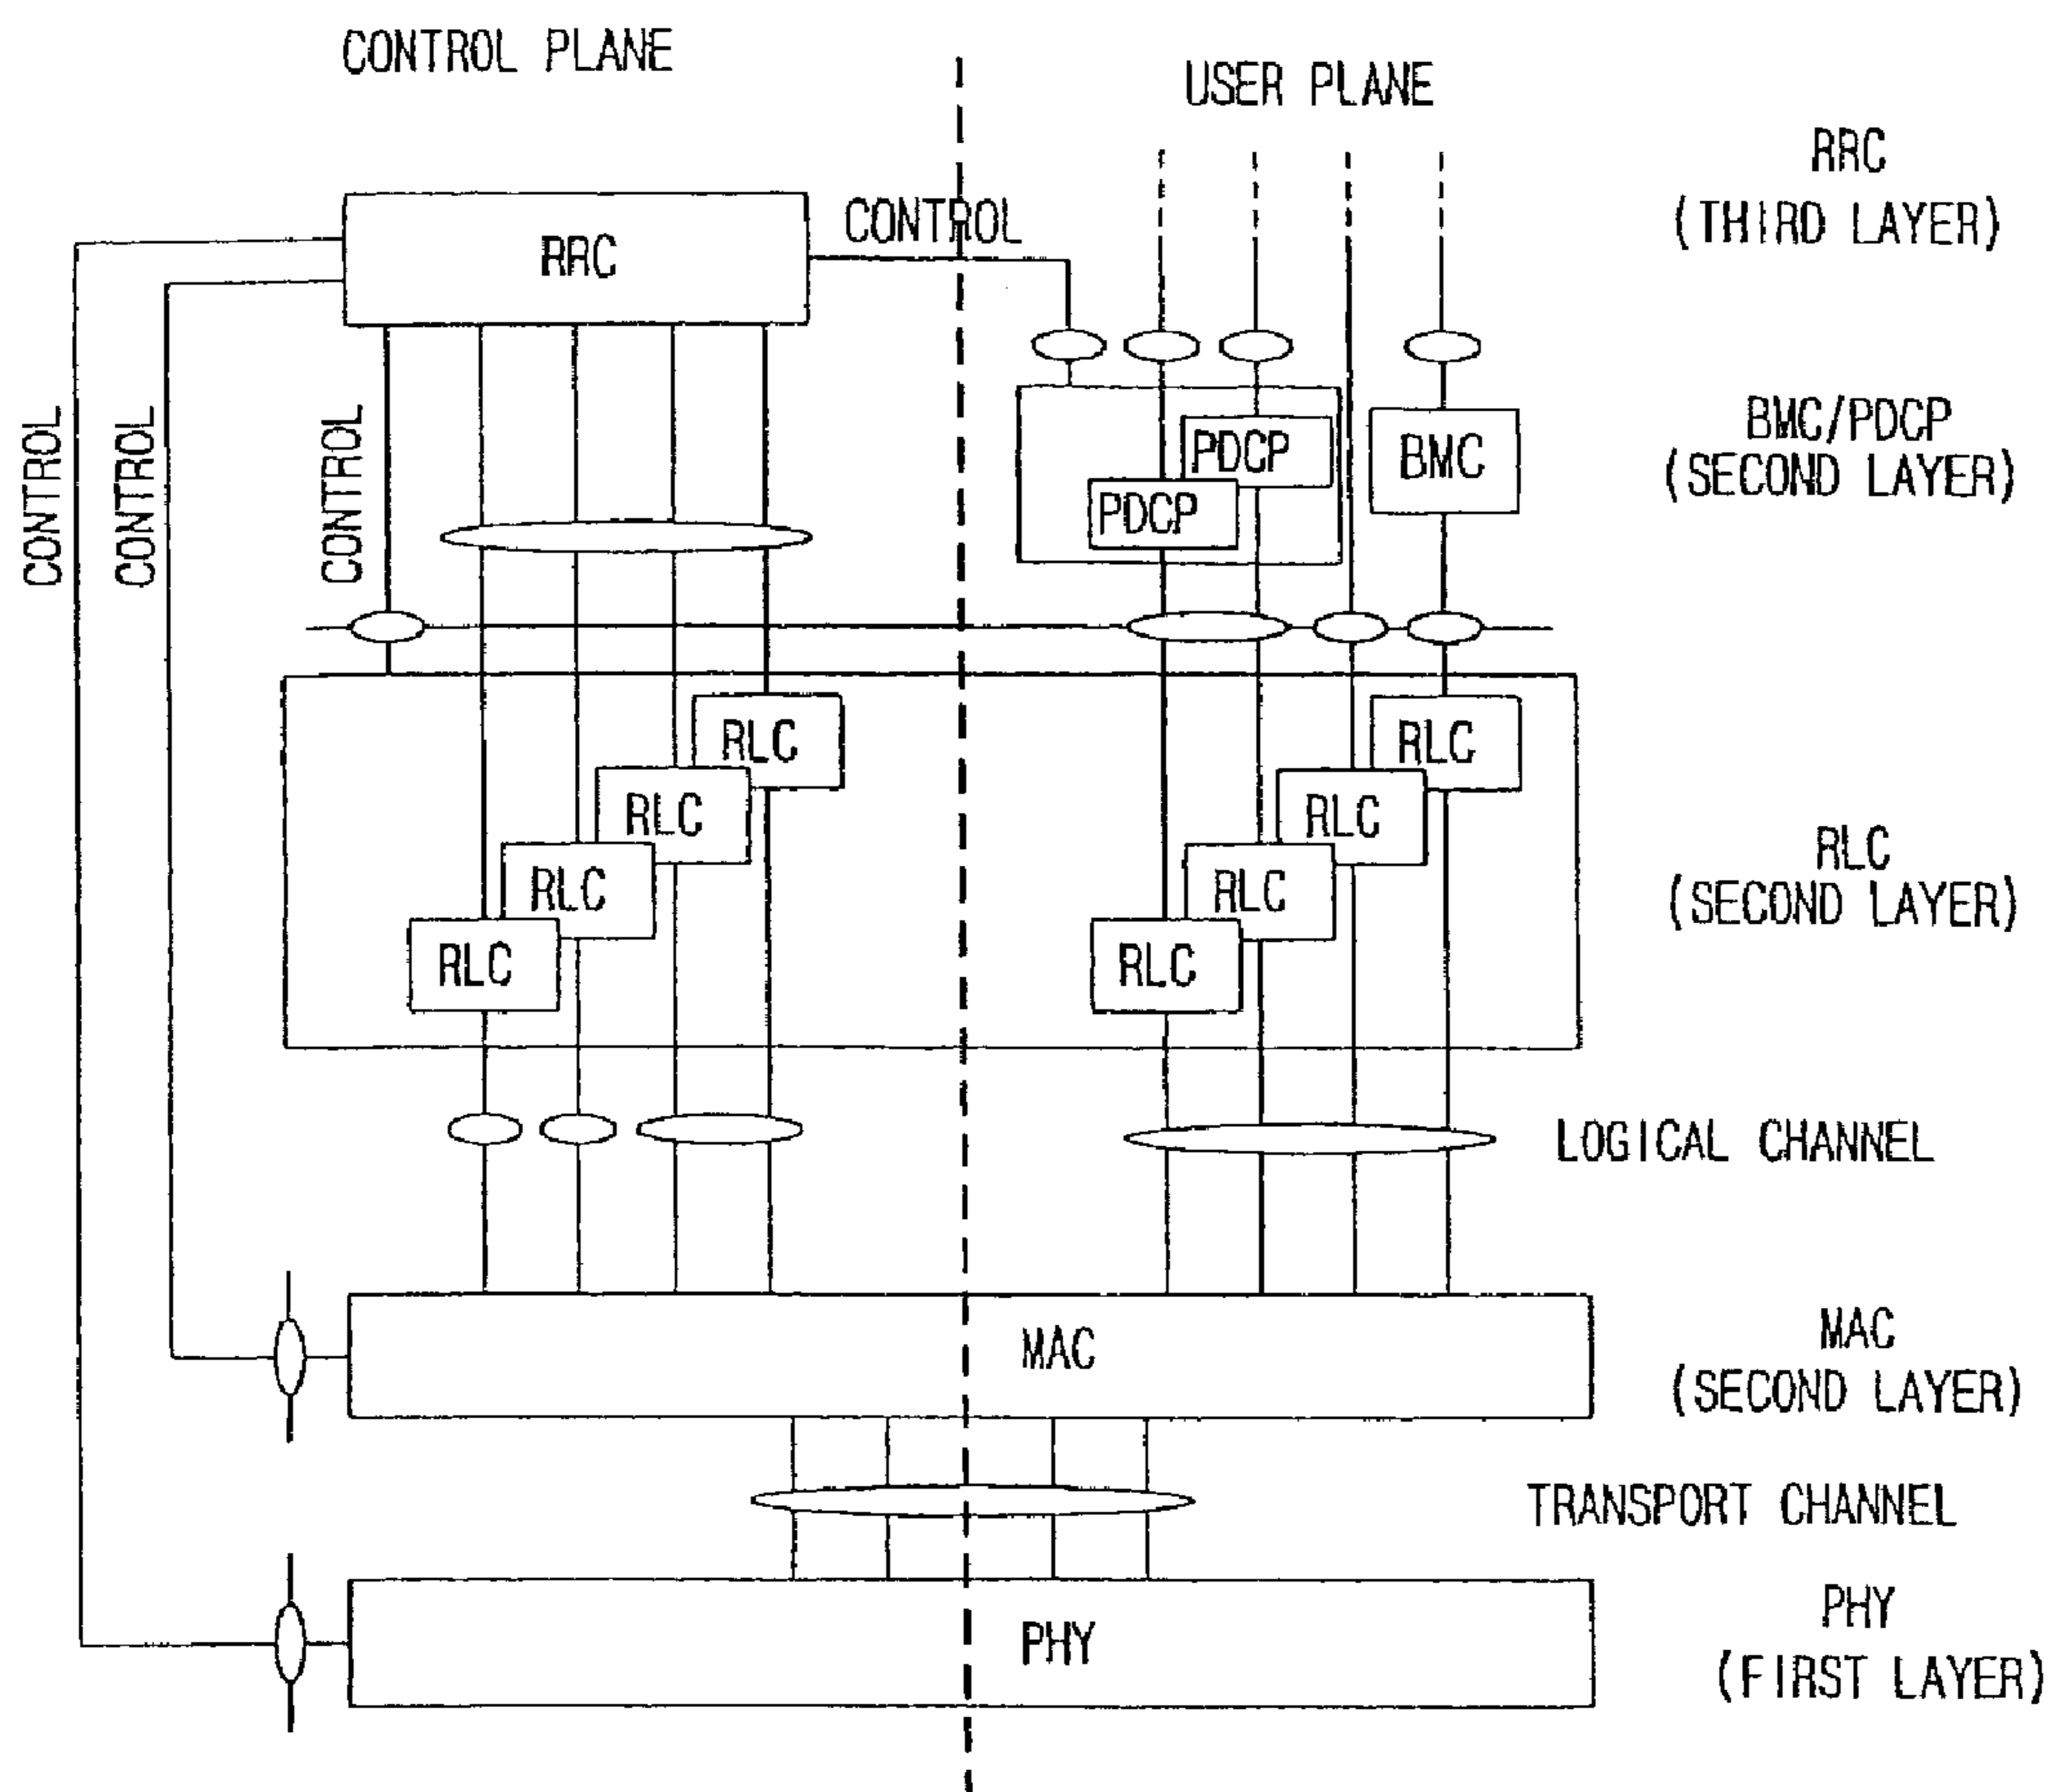 CONTROL PLANE
USER PLANE
RRC
(THIRD LAYER)
CONTROL
RRC
CONTROL
CONTROL
CONTROL
PDCP
PDCP
BMC
BMC/PDCP
(SECOND LAYER)
RLC
RLC
RLC
RLC
RLC
RLC
RLC
RLC
RLC
(SECOND LAYER)
LOGICAL CHANNEL
MAC
MAC
(SECOND LAYER)
TRANSPORT CHANNEL
PHY
PHY
(FIRST LAYER)